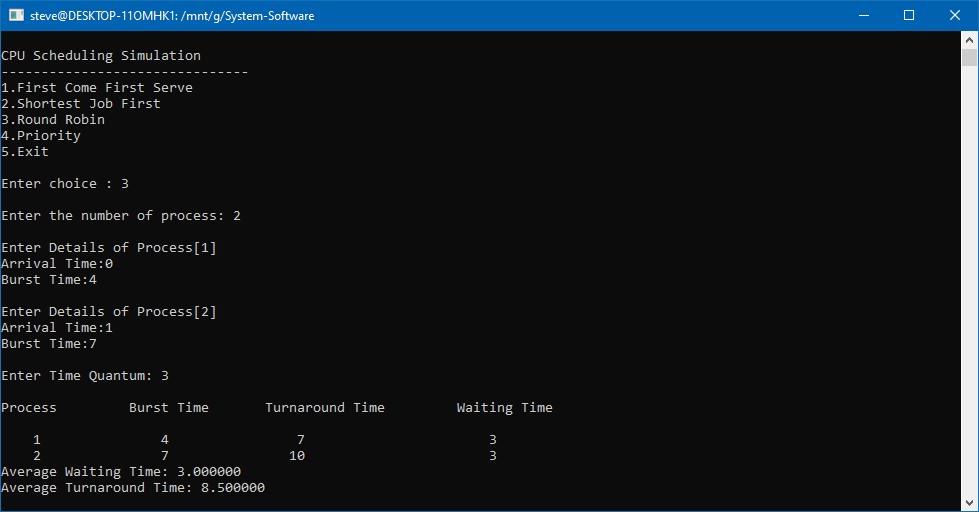 steve@DESKTOP-11OMHK1: /mnt/g/System-Software
CPU Scheduling Simulation
-------------------------------
1.First Come First Serve
2.Shortest Job First
3.Round Robin
4.Priority
5.Exit
Enter choice : 3
Enter the number of process: 2
Enter Details of Process[1]
Arrival Time:0
Burst Time:4
Enter Details of Process[2]
Arrival Time:1
Burst Time:7
Enter Time Quantum: 3
Process Burst Time Turnaround Time Waiting Time
1 4 7 3
2 7 10 3
Average Waiting Time: 3.000000
Average Turnaround Time: 8.500000